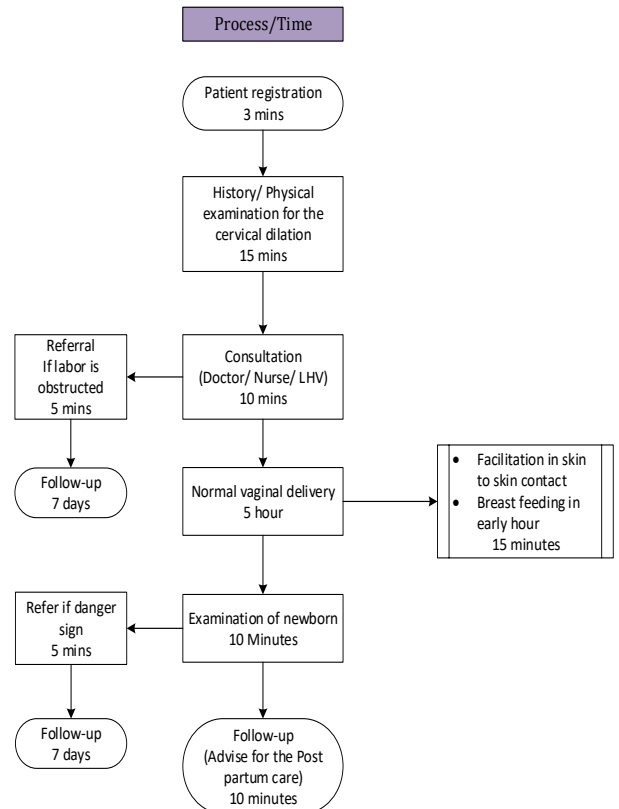 Process/Time
Patient registration
3 mins
History/ Physical
examination for the
cervical dilation
15 mins
Referral
If labor is
obstructed
5 mins
Consultation
(Doctor/ Nurse/ LHV)
10 mins
Follow-up
7 days
Normal vaginal delivery
5 hour
• Facilitation in skin
to skin contact
• Breast feeding in
early hour
15 minutes
Refer if danger
sign
5 mins
Examination of newborn
10 Minutes
Follow-up
7 days
Follow-up
(Advise for the Post
partum care)
10 minutes